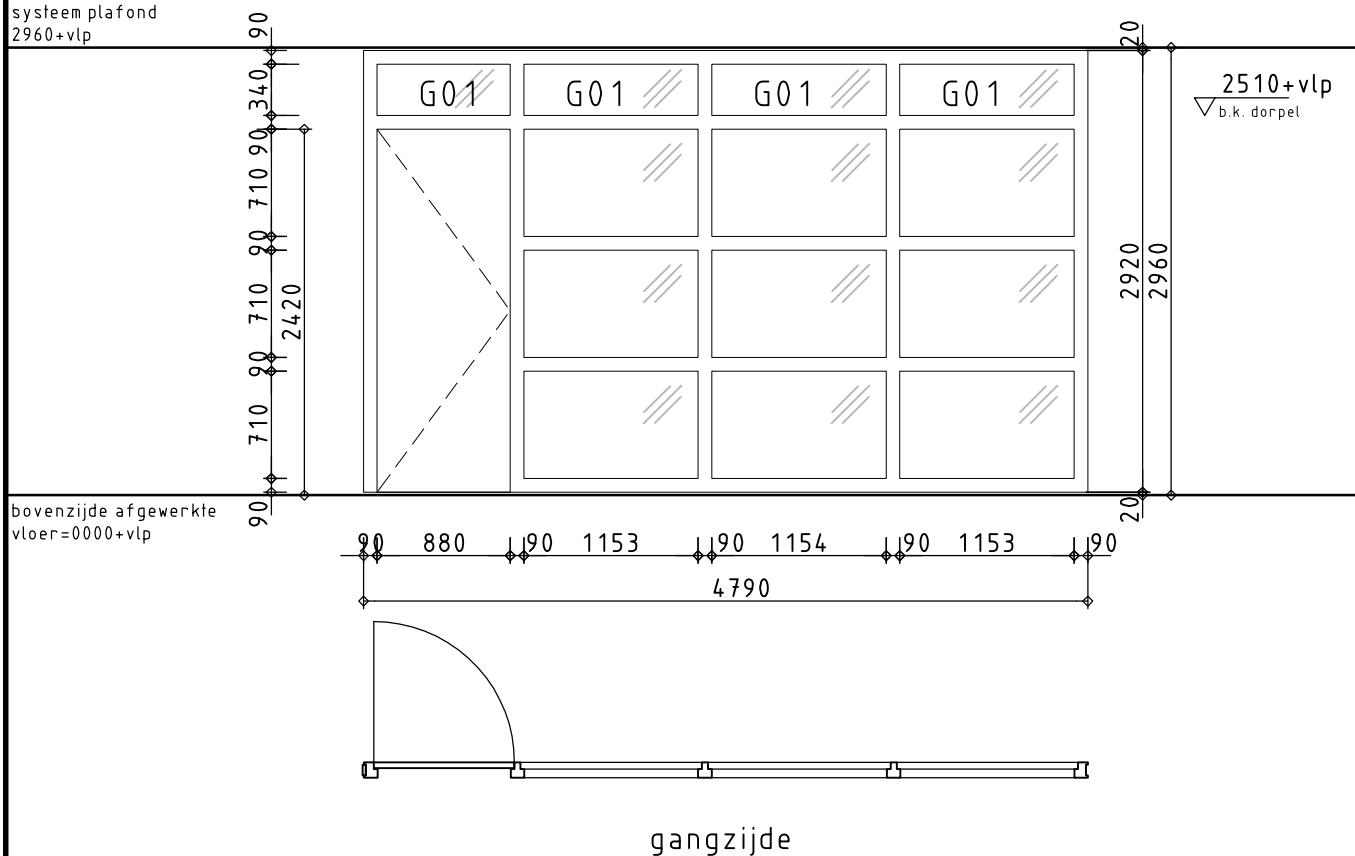 systeem plafond
2960+vlp
90
20
340
G01 G01 G01 G01
2510+vlp
b.k. dorpel
90
710
90
710
2420
2920
2960
90
710
bovenzijde afgewerkte
vloer=0000+vlp
90
20
90 880 90 1153 90 1154 90 1153 90
4790
gangzijde